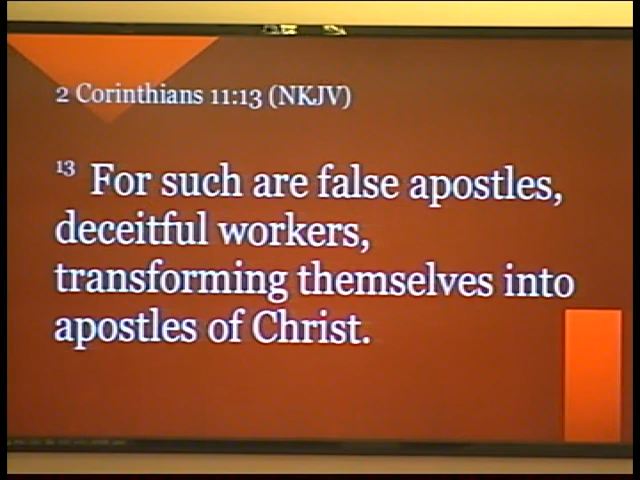 2 Corinthians 11:13 (NKJV)
13 For such are false apostles,
deceitful workers,
transforming themselves into
apostles of Christ.